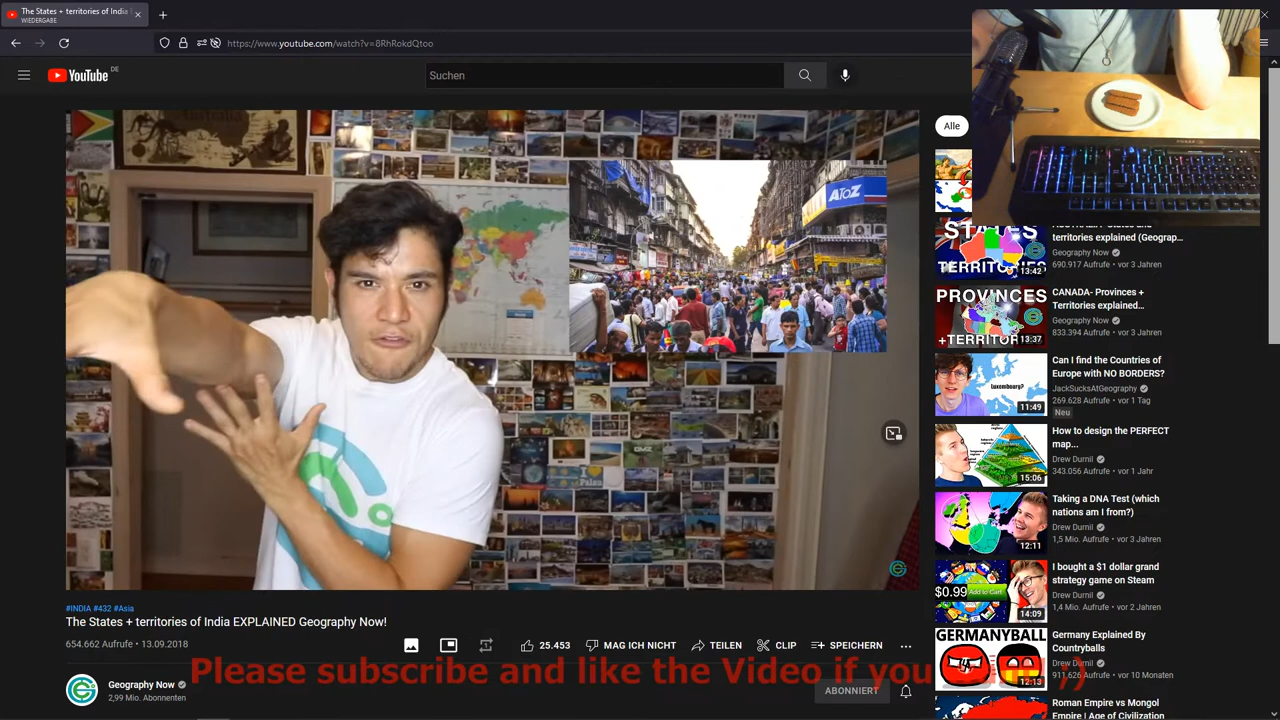 The States + territories of India
WIEDERGABE
https://www.youtube.com/watch?v=8RhRokdQtoo
YouTube DE
Suchen
Alle
AtoZ
STATES
TERRITORIES
13:42
territories explained (Geograp...
Geography Now
690.917 Aufrufe • vor 3 Jahren
PROVINCES
+TERRITOR
13:37
CANADA- Provinces +
Territories explained...
Geography Now
833.394 Aufrufe • vor 3 Jahren
Luxembourg?
11:49
Can I find the Countries of
Europe with NO BORDERS?
JackSucksAtGeography
269.628 Aufrufe • vor 1 Tag
Neu
15:06
How to design the PERFECT
map...
Drew Durnil
343.056 Aufrufe • vor 1 Jahr
12:11
Taking a DNA Test (which
nations am I from?)
Drew Durnil
1,5 Mio. Aufrufe • vor 3 Jahren
$0.99 Add to Cart
14:09
I bought a $1 dollar grand
strategy game on Steam
Drew Durnil
1,4 Mio. Aufrufe • vor 2 Jahren
GERMANYBALL
12:13
Germany Explained By
Countryballs
Drew Durnil
911.626 Aufrufe • vor 10 Monaten
Roman Empire vs Mongol
Empire | Age of Civilization
#INDIA #432 #Asia
The States + territories of India EXPLAINED Geography Now!
654.662 Aufrufe • 13.09.2018
25.453
MAG ICH NICHT
TEILEN
CLIP
SPEICHERN
Please subscribe and like the Video if you
Geography Now
2,99 Mio. Abonnenten
ABONNIERT